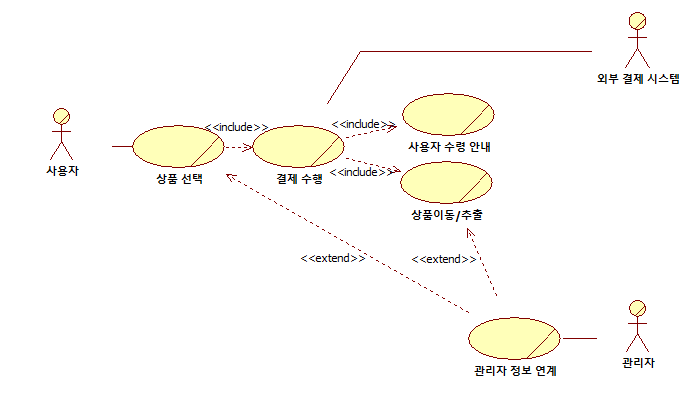 외부 결제 시스템
<<include>>
<<include>>
사용자 수령 안내
사용자
상품 선택
결제 수행
<<include>>
상품이동/추출
<<extend>>
<<extend>>
관리자 정보 연계
관리자